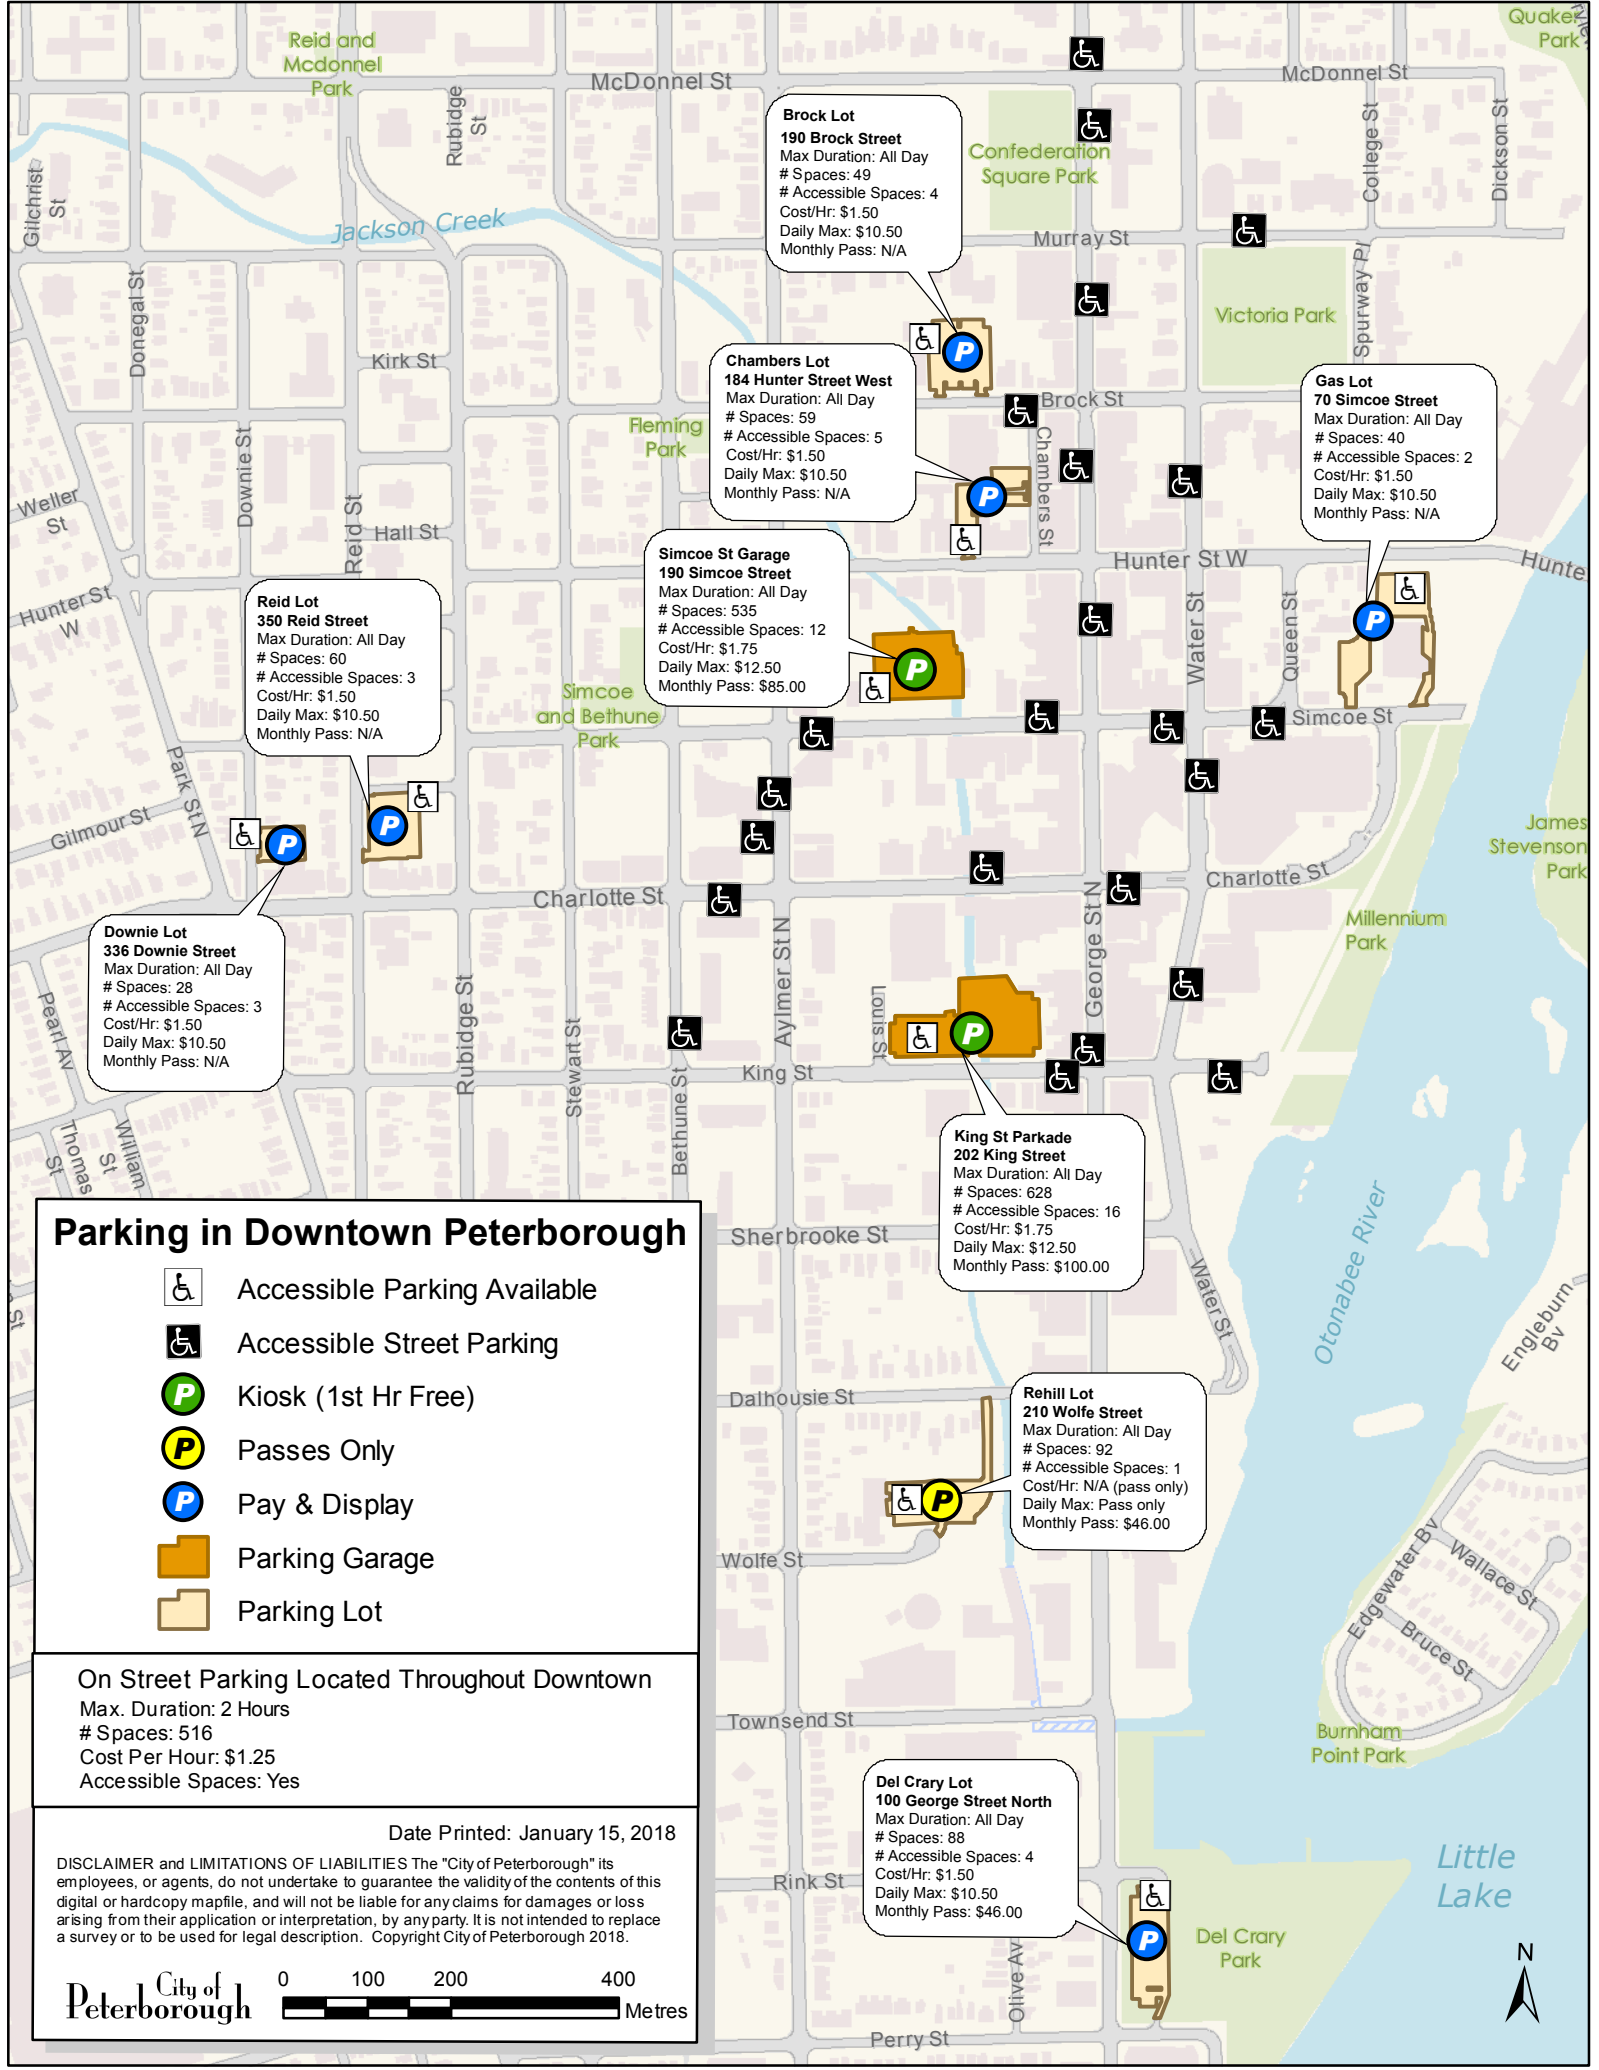 Quaker
Park
Reid and
Mcdonnel
Park
McDonnel St
McDonnel St
Rubidge
St
College St
Dickson St
Gilchrist
St
Jackson Creek
Brock Lot
190 Brock Street
Max Duration: All Day
# Spaces: 49
# Accessible Spaces: 4
Cost/Hr: $1.50
Daily Max: $10.50
Monthly Pass: N/A
Confederation
Square Park
Murray St
Donegal St
Spurway Pl
Victoria Park
Kirk St
Chambers Lot
184 Hunter Street West
Max Duration: All Day
# Spaces: 59
# Accessible Spaces: 5
Cost/Hr: $1.50
Daily Max: $10.50
Monthly Pass: N/A
P
Gas Lot
70 Simcoe Street
Max Duration: All Day
# Spaces: 40
# Accessible Spaces: 2
Cost/Hr: $1.50
Daily Max: $10.50
Monthly Pass: N/A
Brock St
Fleming
Park
Downie St
Chambers St
P
Weller
St
Reid St
Hall St
Hunter St W
Hunte
Simcoe St Garage
190 Simcoe Street
Max Duration: All Day
# Spaces: 535
# Accessible Spaces: 12
Cost/Hr: $1.75
Daily Max: $12.50
Monthly Pass: $85.00
Hunter St
W
Reid Lot
350 Reid Street
Max Duration: All Day
# Spaces: 60
# Accessible Spaces: 3
Cost/Hr: $1.50
Daily Max: $10.50
Monthly Pass: N/A
Water St
Queen St
P
P
Simcoe
and Bethune
Park
Simcoe St
Park St N
Gilmour St
P
P
James
Stevenson
Park
Charlotte St
Charlotte St
Millennium
Park
Downie Lot
336 Downie Street
Max Duration: All Day
# Spaces: 28
# Accessible Spaces: 3
Cost/Hr: $1.50
Daily Max: $10.50
Monthly Pass: N/A
Aylmer St N
George St N
Pearl Av
Rubidge St
Stewart St
Louis St
P
King St
Bethune St
Thomas
St
William
St
King St Parkade
202 King Street
Max Duration: All Day
# Spaces: 628
# Accessible Spaces: 16
Cost/Hr: $1.75
Daily Max: $12.50
Monthly Pass: $100.00
Otonabee River
Sherbrooke St
Water St
Engleburn
Bv
St
Parking in Downtown Peterborough
Accessible Parking Available
Accessible Street Parking
P Kiosk (1st Hr Free)
P Passes Only
P Pay & Display
Parking Garage
Parking Lot
On Street Parking Located Throughout Downtown
Max. Duration: 2 Hours
# Spaces: 516
Cost Per Hour: $1.25
Accessible Spaces: Yes
Date Printed: January 15, 2018
DISCLAIMER and LIMITATIONS OF LIABILITIES The "City of Peterborough" its
employees, or agents, do not undertake to guarantee the validity of the contents of this
digital or hardcopy mapfile, and will not be liable for any claims for damages or loss
arising from their application or interpretation, by any party. It is not intended to replace
a survey or to be used for legal description. Copyright City of Peterborough 2018.
City of
Peterborough
0 100 200 400
Metres
Dalhousie St
Rehill Lot
210 Wolfe Street
Max Duration: All Day
# Spaces: 92
# Accessible Spaces: 1
Cost/Hr: N/A (pass only)
Daily Max: Pass only
Monthly Pass: $46.00
P
Wolfe St
Edgewater Bv
Wallace St
Bruce St
Townsend St
Burnham
Point Park
Del Crary Lot
100 George Street North
Max Duration: All Day
# Spaces: 88
# Accessible Spaces: 4
Cost/Hr: $1.50
Daily Max: $10.50
Monthly Pass: $46.00
Rink St
Little
Lake
P
Del Crary
Park
Olive Av
Perry St
N